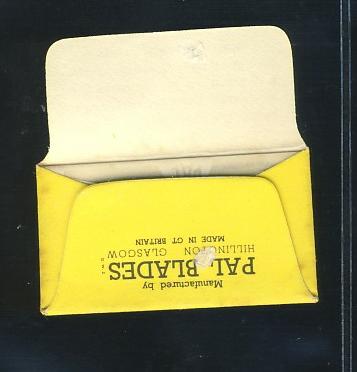 Manufactured by
PAL BLADES
HILLINGTON GLASGOW
MADE IN GT BRITAIN